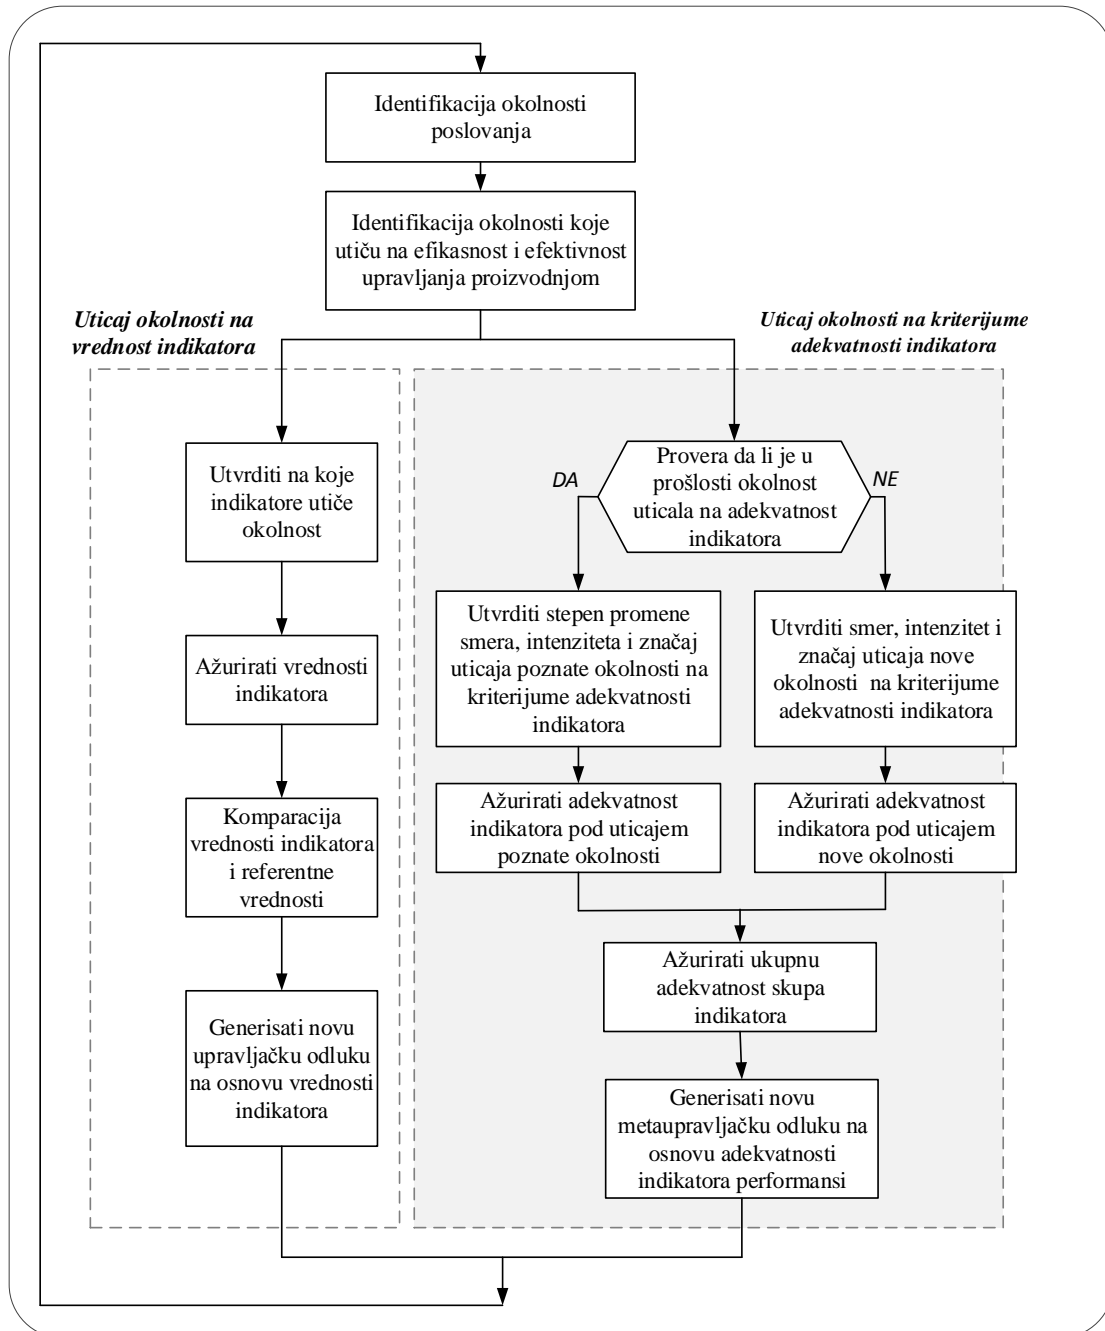 Identifikacija okolnosti
poslovanja
Identifikacija okolnosti koje
utiču na efikasnost i efektivnost
upravljanja proizvodnjom
Uticaj okolnosti na
vrednost indikatora
Uticaj okolnosti na kriterijume
adekvatnosti indikatora
Utvrditi na koje
indikatore utiče
okolnost
Ažurirati vrednosti
indikatora
Komparacija
vrednosti indikatora
i referentne
vrednosti
Generisati novu
upravljačku odluku
na osnovu vrednosti
indikatora
Provera da li je u
prošlosti okolnost
uticala na adekvatnost
indikatora
DA
NE
Utvrditi stepen promene
smera, intenziteta i značaj
uticaja poznate okolnosti na
kriterijume adekvatnosti
indikatora
Utvrditi smer, intenzitet i
značaj uticaja nove
okolnosti na kriterijume
adekvatnosti indikatora
Ažurirati adekvatnost
indikatora pod uticajem
poznate okolnosti
Ažurirati adekvatnost
indikatora pod uticajem
nove okolnosti
Ažurirati ukupnu
adekvatnost skupa
indikatora
Generisati novu
metaupravljačku odluku na
osnovu adekvatnosti
indikatora performansi